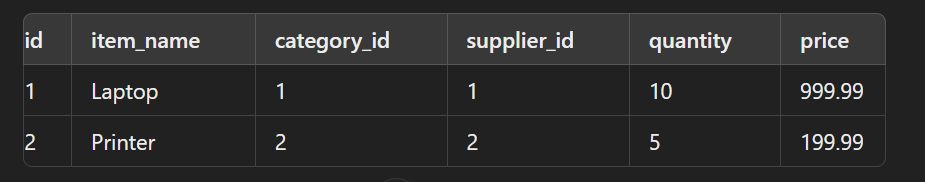 id item_name category_id supplier_id quantity price
1 Laptop 1 1 10 999.99
2 Printer 2 2 5 199.99